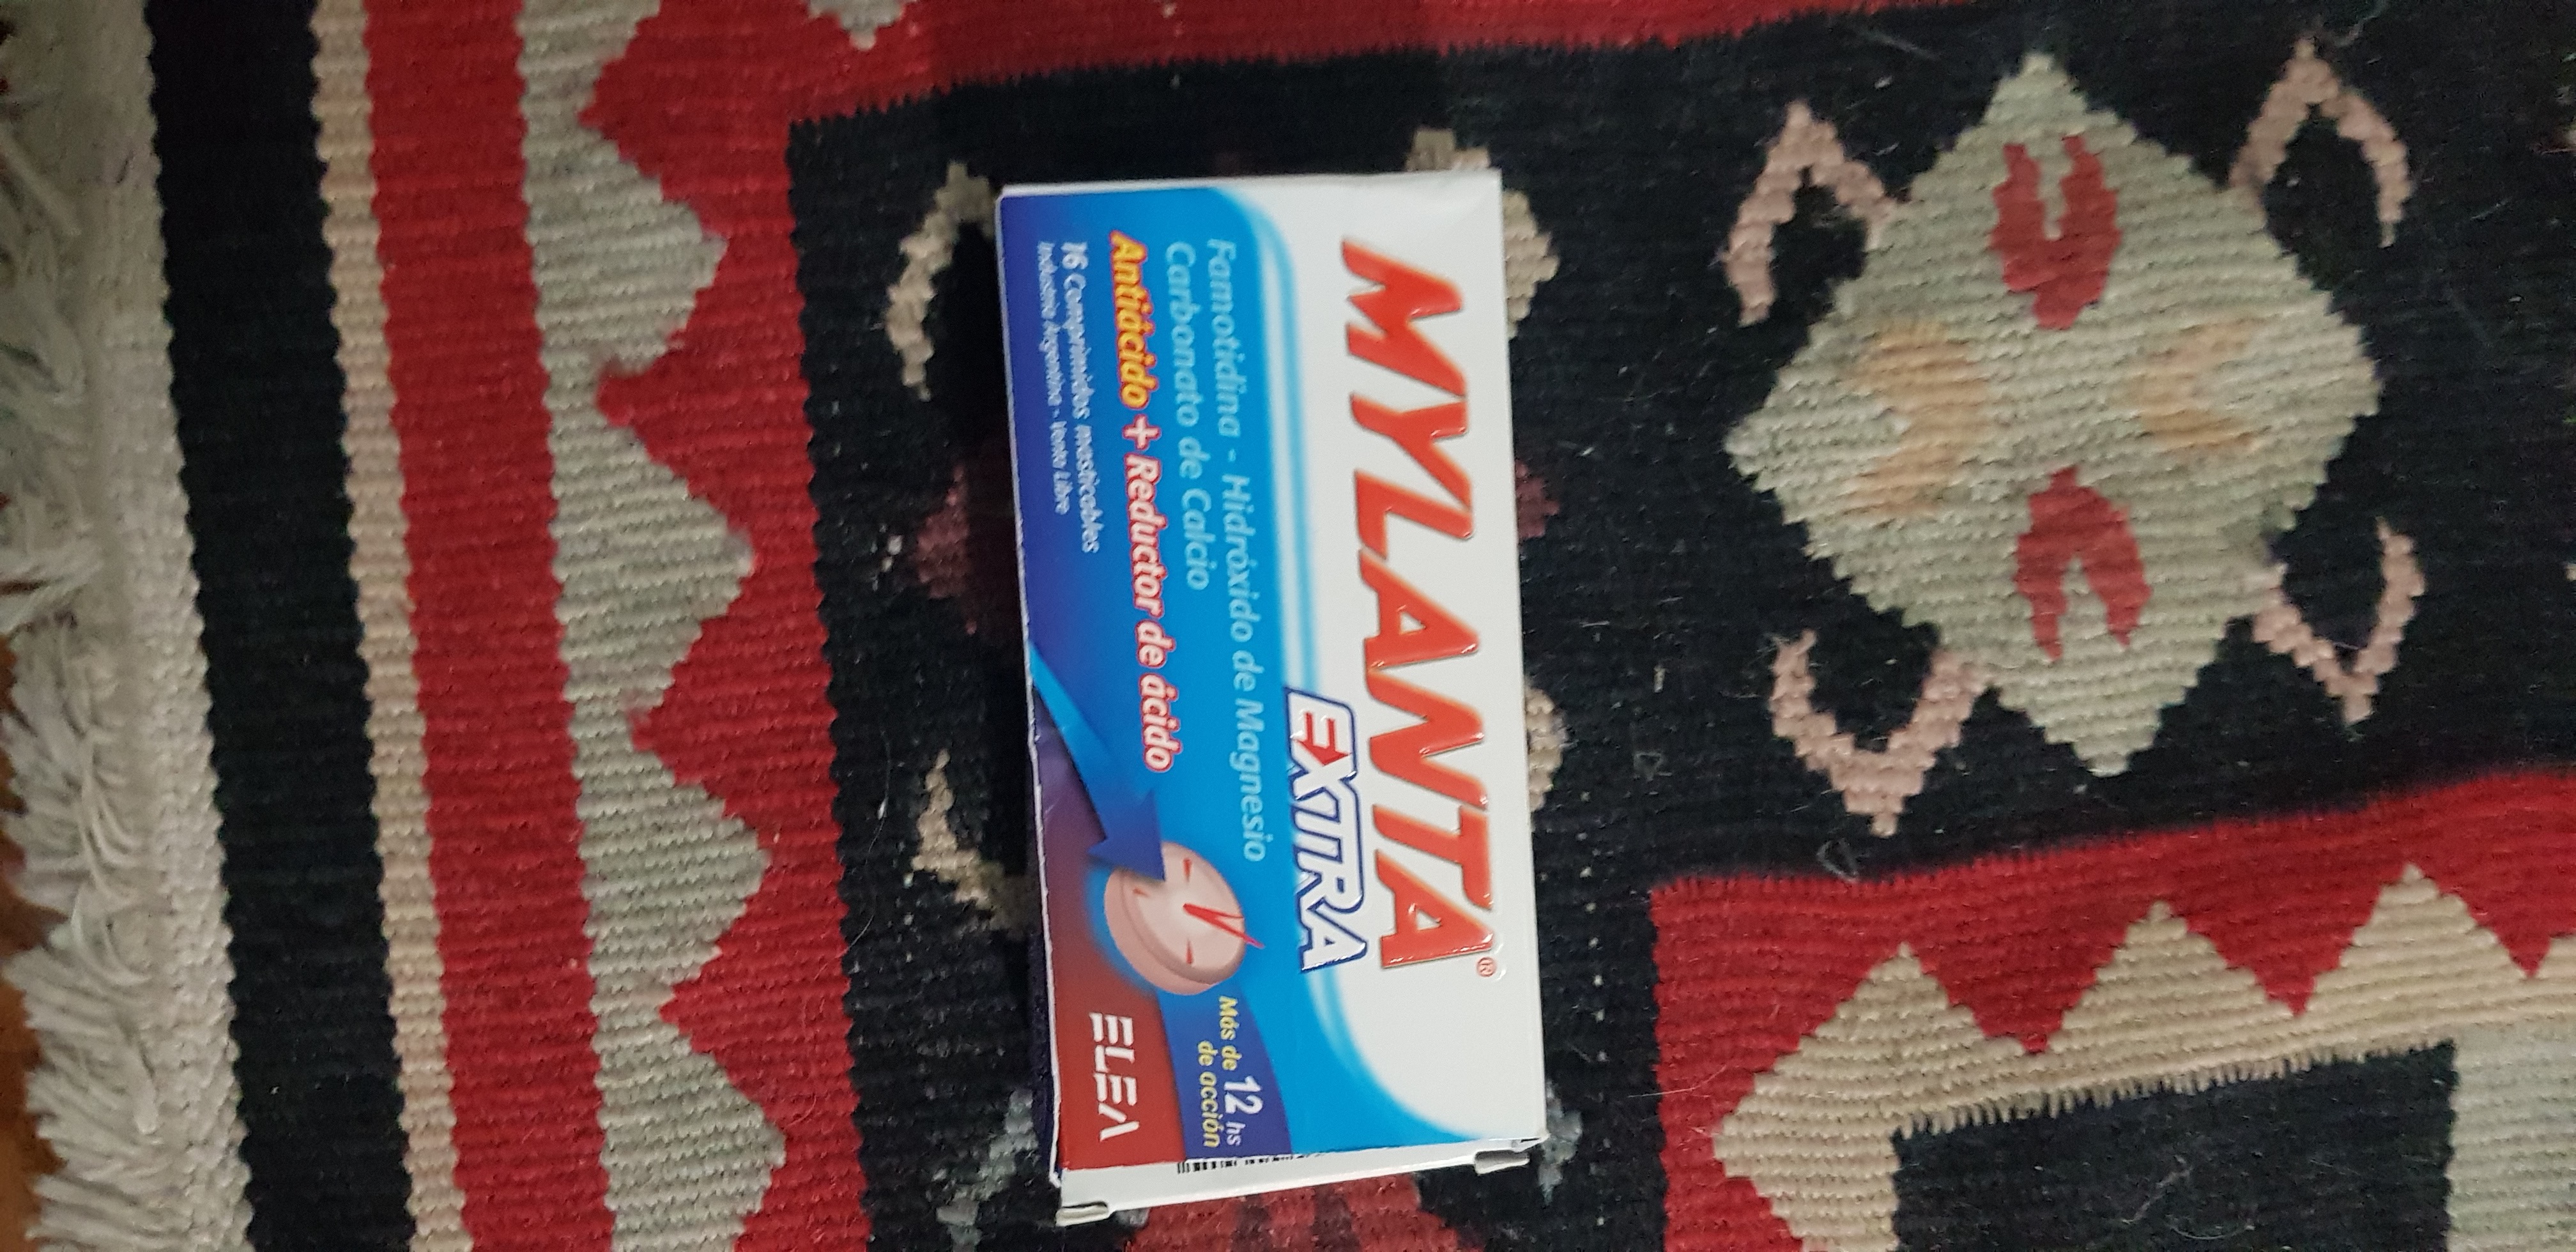 MYLANTA®
EXTRA
Famotidina - Hidróxido de Magnesio
Carbonato de Calcio
Antiácido + Reductor de ácido
16 Comprimidos masticables
Industria Argentina - Venta Libre
Más de 12 hs
de acción
ELEA